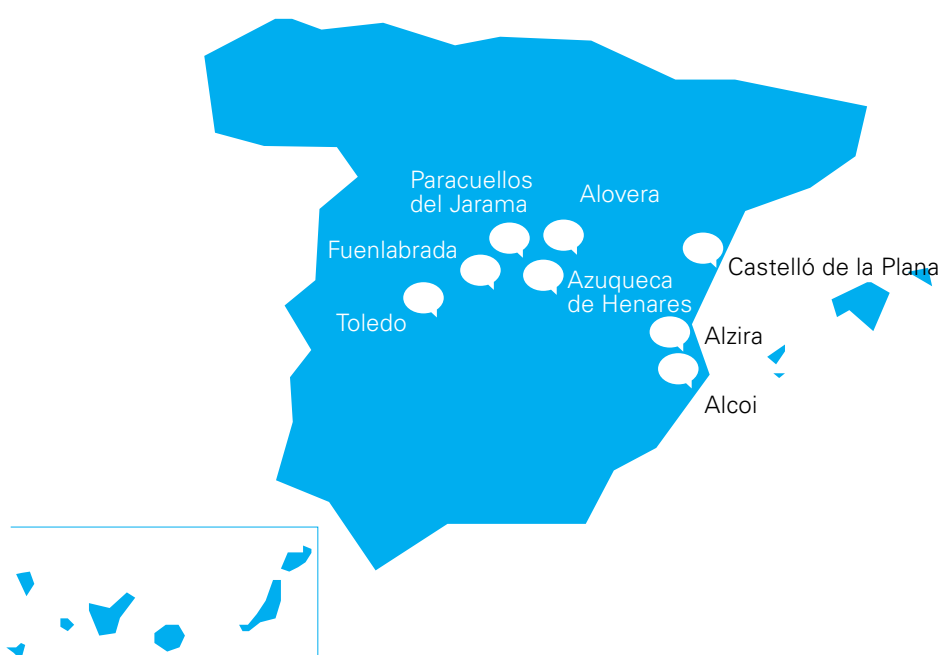 Paracuellos
del Jarama
Alovera
Fuenlabrada
Castelló de la Plana
Azuqueca
de Henares
Toledo
Alzira
Alcoi